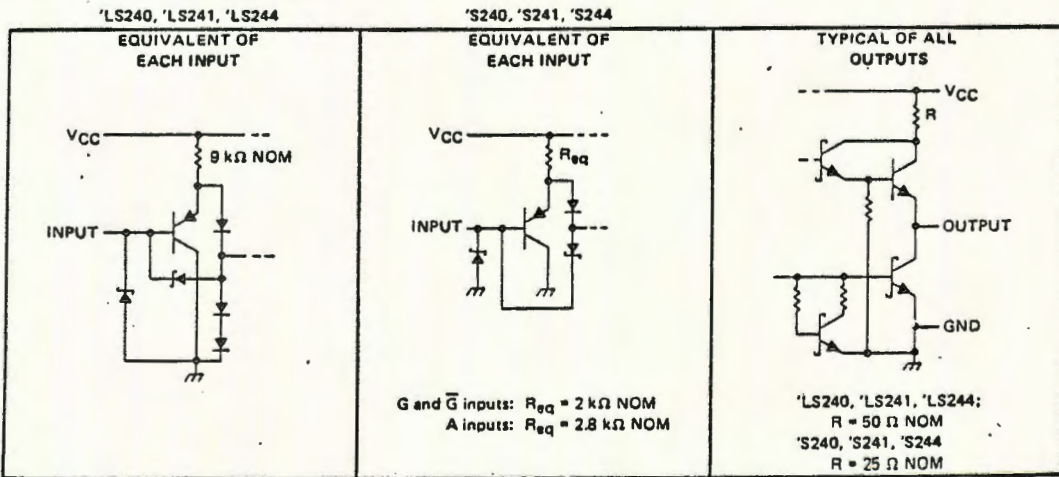 'LS240, 'LS241, 'LS244
EQUIVALENT OF
EACH INPUT
VCC
9 kΩ NOM
INPUT
'S240, 'S241, 'S244
EQUIVALENT OF
EACH INPUT
VCC
Req
INPUT
G and G̅ inputs: Req = 2 kΩ NOM
A inputs: Req = 2.8 kΩ NOM
TYPICAL OF ALL
OUTPUTS
VCC
R
OUTPUT
GND
'LS240, 'LS241, 'LS244;
R = 50 Ω NOM
'S240, 'S241, 'S244
R = 25 Ω NOM